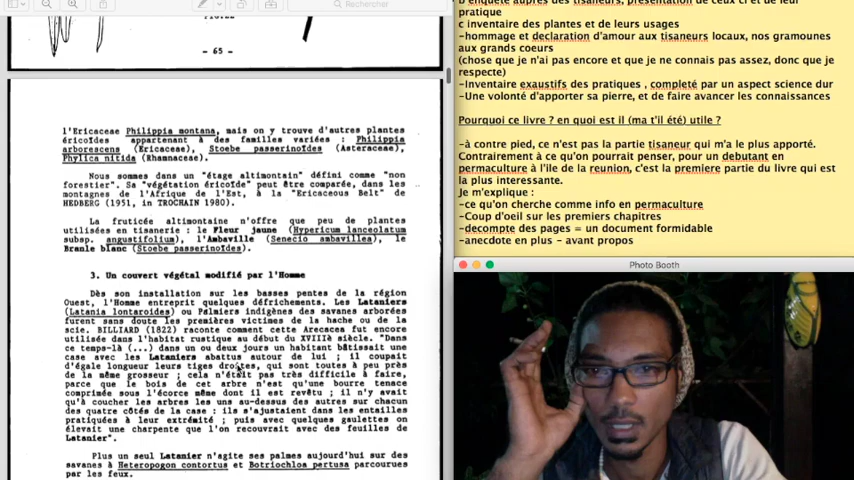 Rechercher
- 65 -
l'Ericaceae Philippia montana, mais on y trouve d'autres plantes
éricoïdes appartenant à des familles variées : Philippia
arborescens (Ericaceae), Stoebe passerinoïdes (Asteraceae),
Phylica nitida (Rhamnaceae).
Nous sommes dans un "étage altimontain" défini comme "non
forestier". Sa "végétation éricoïde" peut être comparée, dans les
montagnes de l'Afrique de l'Est, à la "Ericaceous Belt" de
HEDBERG (1951, in TROCHAIN 1980).
La fruticée altimontaine n'offre que peu de plantes
utilisées en tisanerie : le Fleur jaune (Hypericum lanceolatum
subsp. angustifolium), l'Ambaville (Senecio ambavilla), le
Branle blanc (Stoebe passerinoïdes).
3. Un couvert végétal modifié par l'Homme
Dès son installation sur les basses pentes de la région
Ouest, l'Homme entreprit quelques défrichements. Les Lataniers
(Latania lontaroides) ou Palmiers indigènes des savanes arborées
furent sans doute les premières victimes de la hache ou de la
scie. BILLIARD (1822) raconte comment cette Arecacea fut encore
utilisée dans l'habitat rustique au début du XVIIIè siècle. "Dans
ce temps-là (...) dans un ou deux jours un habitant bâtissait une
case avec les Lataniers abattus autour de lui ; il coupait
d'égale longueur leurs tiges droites, qui sont toutes à peu près
de la même grosseur ; cela n'était pas très difficile à faire,
parce que le bois de cet arbre n'est qu'une bourre tenace
comprimée sous l'écorce même dont il est revêtu ; il n'y avait
qu'à coucher les arbres les uns au-dessus des autres sur chacun
des quatre côtés de la case : ils s'ajustaient dans les entailles
pratiquées à leur extrémité ; puis avec quelques gaulettes on
élevait une charpente que l'on recouvrait avec des feuilles de
Latanier".
Plus un seul Latanier n'agite ses palmes aujourd'hui sur des
savanes à Heteropogon contortus et Botriochloa pertusa parcourues
par les feux.
b enquête auprès des tisaneurs, présentation de ceux ci et de leur
pratique
c inventaire des plantes et de leurs usages
-hommage et declaration d'amour aux tisaneurs locaux, nos gramounes
aux grands coeurs
(chose que je n'ai pas encore et que je ne connais pas assez, donc que je
respecte)
-Inventaire exaustifs des pratiques , completé par un aspect science dur
-Une volonté d'apporter sa pierre, et de faire avancer les connaissances
Pourquoi ce livre ? en quoi est il (ma t'il été) utile ?
-à contre pied, ce n'est pas la partie tisaneur qui m'a le plus apporté.
Contrairement à ce qu'on pourrait penser, pour un debutant en
permaculture à l'ile de la reunion, c'est la premiere partie du livre qui est
la plus interessante.
Je m'explique :
-ce qu'on cherche comme info en permaculture
-Coup d'oeil sur les premiers chapitres
-decompte des pages = un document formidable
-anecdote en plus - avant propos
Photo Booth